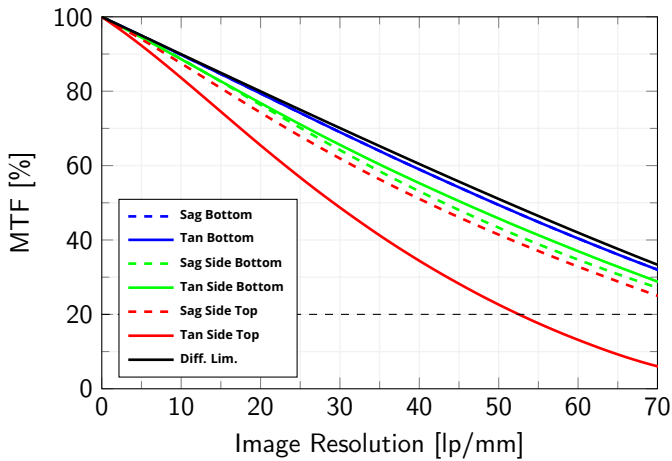 100
80
60
40
20
0
MTF [%]
Sag Bottom
Tan Bottom
Sag Side Bottom
Tan Side Bottom
Sag Side Top
Tan Side Top
Diff. Lim.
0 10 20 30 40 50 60 70
Image Resolution [lp/mm]